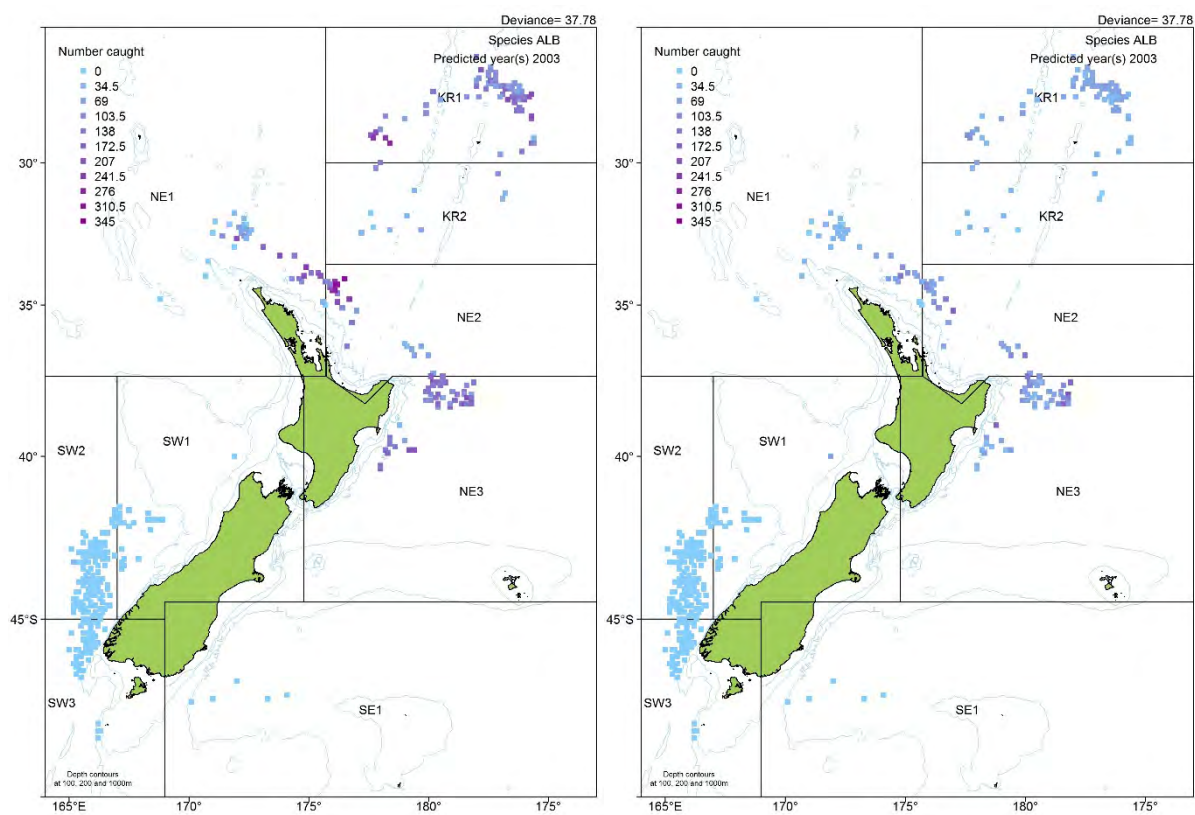 Deviance= 37.78
Species ALB
Predicted year(s) 2003
Number caught
0
34.5
69
103.5
138
172.5
207
241.5
276
310.5
345
KR1
30°
NE1
KR2
35°
NE2
SW2
SW1
40°
NE3
45°S
SW3
SE1
Depth contours
at 100, 200 and 1000m
165°E
170°
175°
180°
175°
Deviance= 37.78
Species ALB
Predicted year(s) 2003
Number caught
0
34.5
69
103.5
138
172.5
207
241.5
276
310.5
345
KR1
30°
NE1
KR2
35°
NE2
SW2
SW1
40°
NE3
45°S
SW3
SE1
Depth contours
at 100, 200 and 1000m
165°E
170°
175°
180°
175°